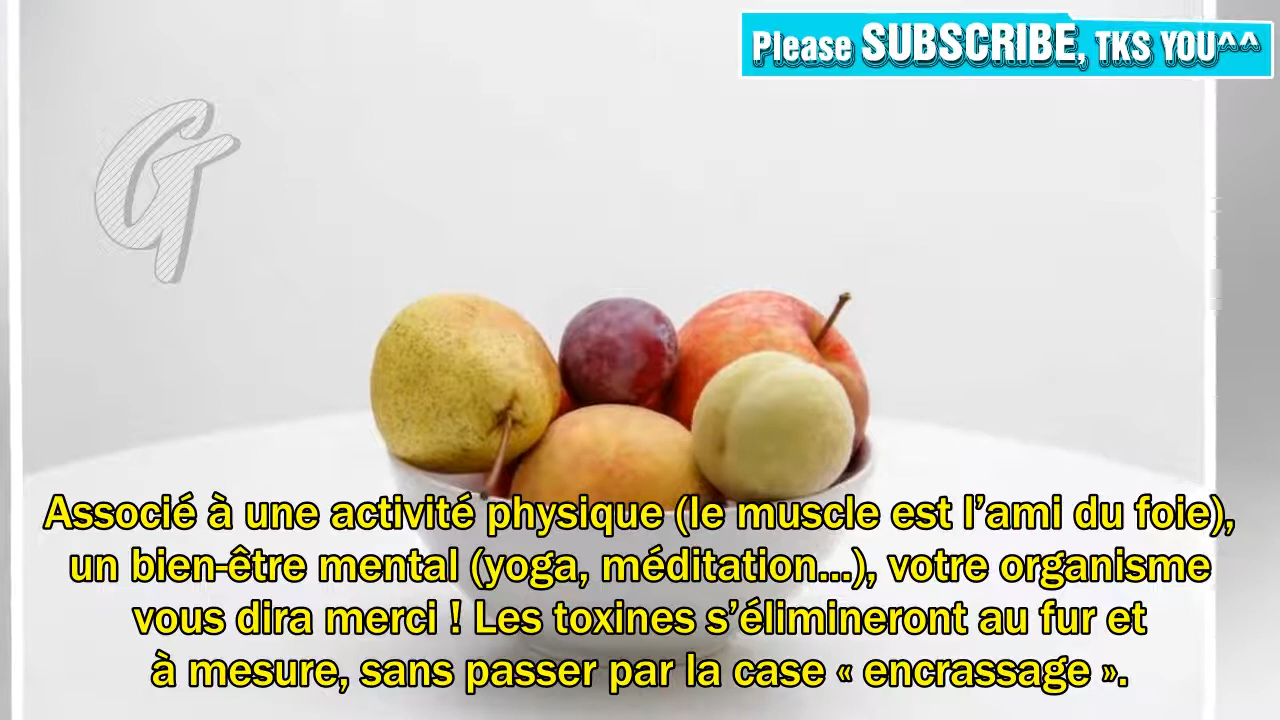 Please SUBSCRIBE, TKS YOU^^
G
Associé à une activité physique (le muscle est l’ami du foie),
un bien-être mental (yoga, méditation...), votre organisme
vous dira merci ! Les toxines s’élimineront au fur et
à mesure, sans passer par la case « encrassage ».